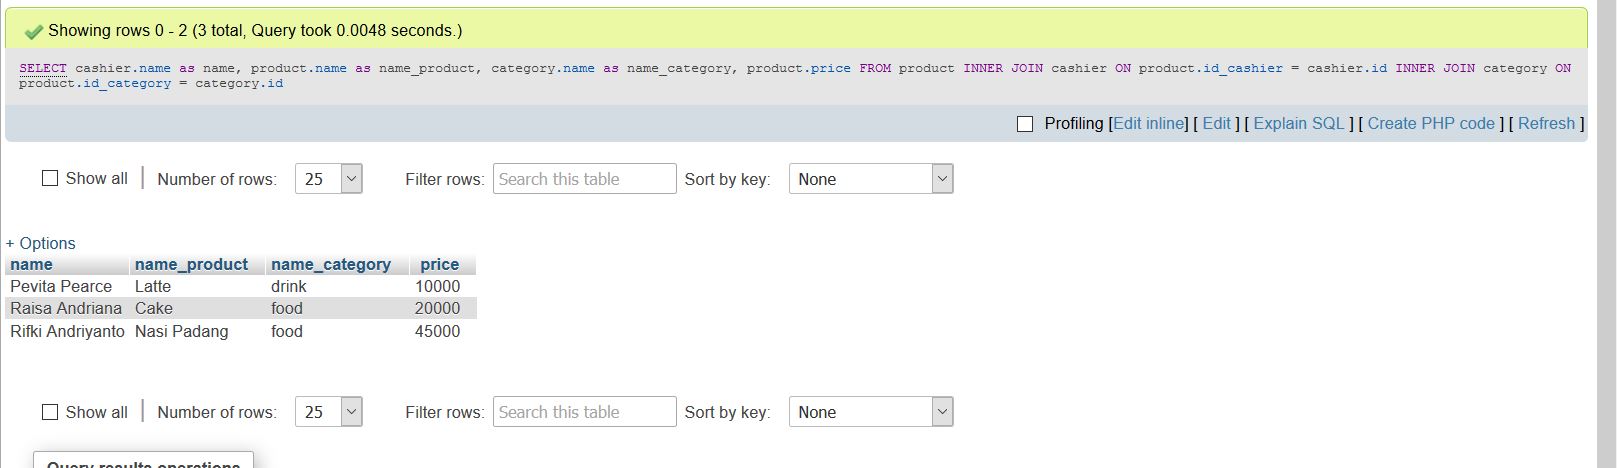 Showing rows 0 - 2 (3 total, Query took 0.0048 seconds.)
SELECT cashier.name as name, product.name as name_product, category.name as name_category, product.price FROM product INNER JOIN cashier ON product.id_cashier = cashier.id INNER JOIN category ON
product.id_category = category.id
Profiling [Edit inline] [ Edit ] [ Explain SQL ] [ Create PHP code ] [ Refresh ]
Show all | Number of rows: 25 Filter rows: Search this table Sort by key: None
+ Options
name name_product name_category price
Pevita Pearce Latte drink 10000
Raisa Andriana Cake food 20000
Rifki Andriyanto Nasi Padang food 45000
Show all | Number of rows: 25 Filter rows: Search this table Sort by key: None
Query results operations